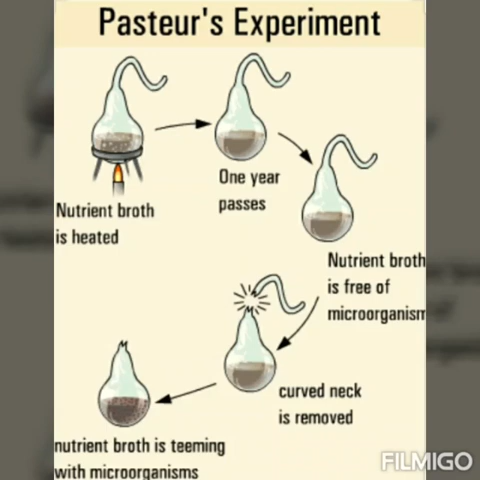 Pasteur's Experiment
Nutrient broth
is heated
One year
passes
Nutrient broth
is free of
microorganism
curved neck
is removed
nutrient broth is teeming
with microorganisms
FILMIGO